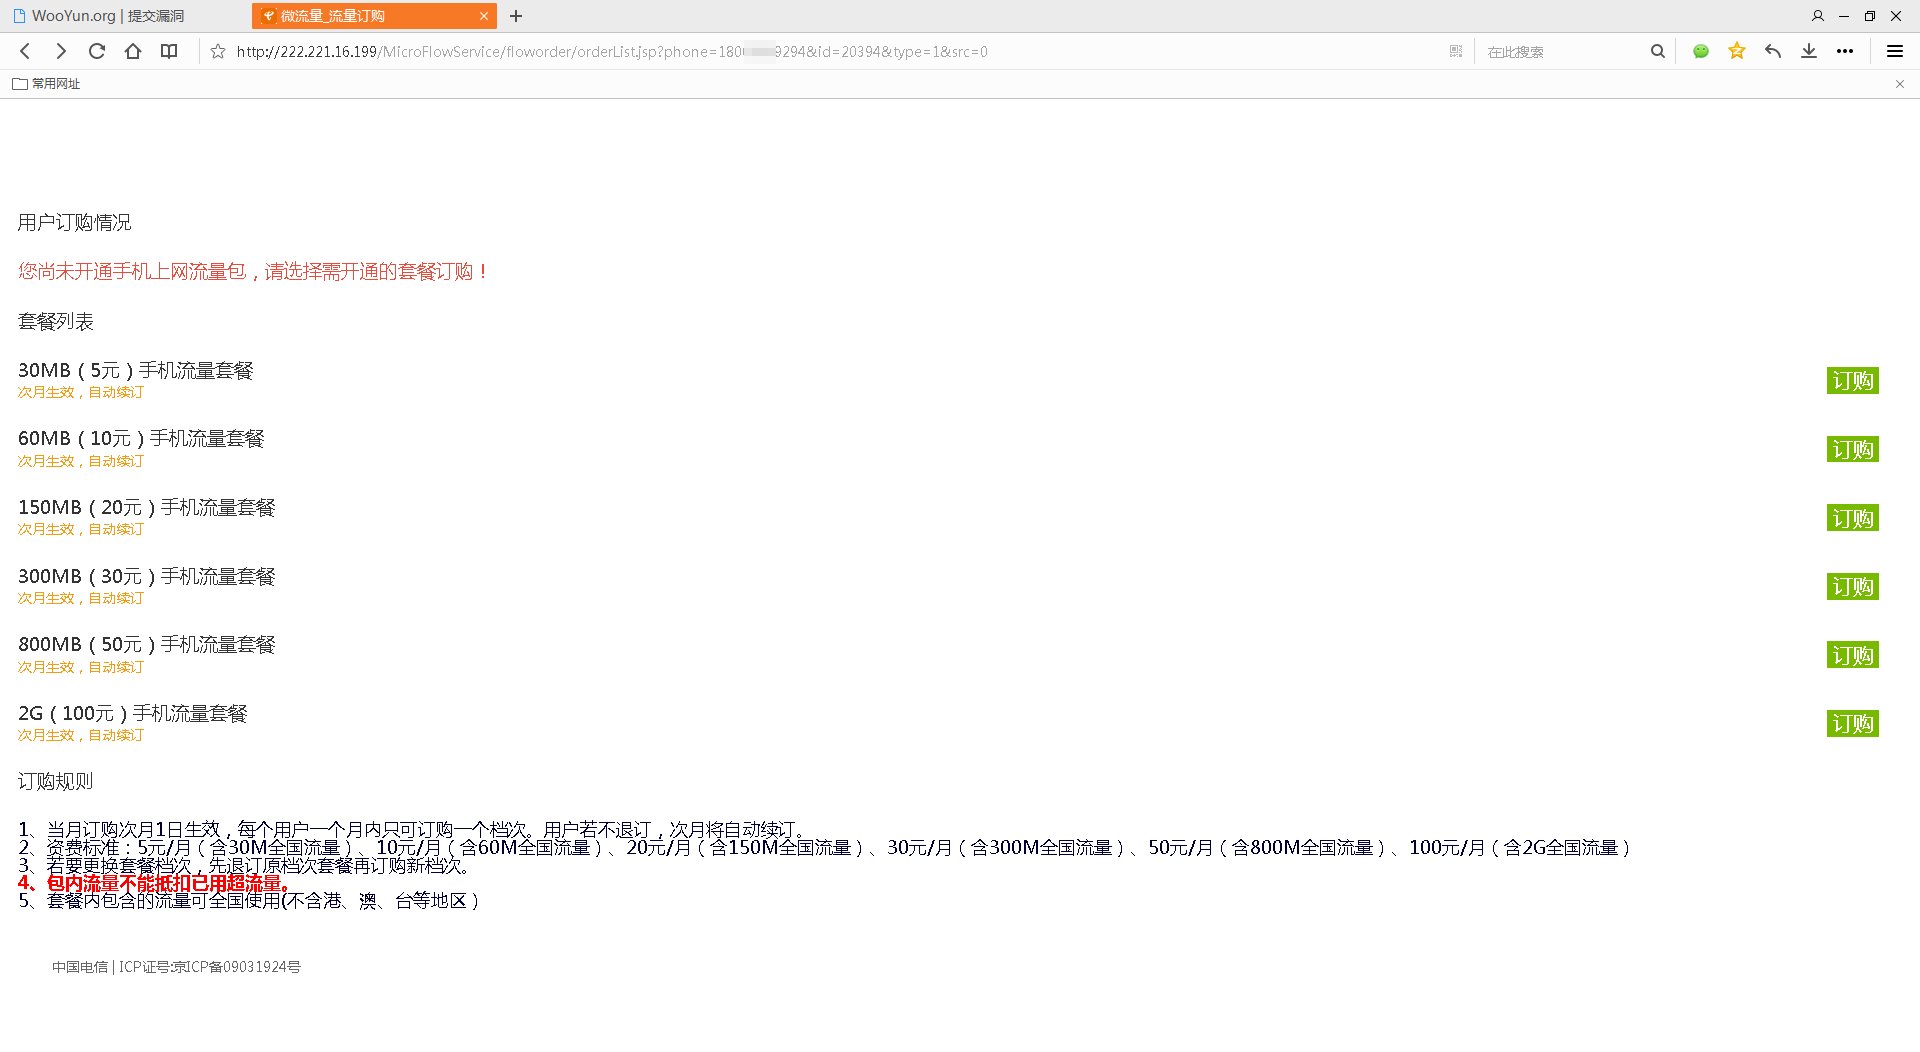 WooYun.org | 提交漏洞
微流量_流量订购
http://222.221.16.199/MicroFlowService/floworder/orderList.jsp?phone=180 9294&id=20394&type=1&src=0
在此搜索
常用网址
用户订购情况
您尚未开通手机上网流量包，请选择需开通的套餐订购！
套餐列表
30MB（5元）手机流量套餐
次月生效，自动续订
订购
60MB（10元）手机流量套餐
次月生效，自动续订
订购
150MB（20元）手机流量套餐
次月生效，自动续订
订购
300MB（30元）手机流量套餐
次月生效，自动续订
订购
800MB（50元）手机流量套餐
次月生效，自动续订
订购
2G（100元）手机流量套餐
次月生效，自动续订
订购
订购规则
1、当月订购次月1日生效，每个用户一个月内只可订购一个档次。用户若不退订，次月将自动续订。
2、资费标准：5元/月（含30M全国流量）、10元/月（含60M全国流量）、20元/月（含150M全国流量）、30元/月（含300M全国流量）、50元/月（含800M全国流量）、100元/月（含2G全国流量）
3、若要更换套餐档次，先退订原档次套餐再订购新档次。
4、包内流量不能抵扣已用超流量。
5、套餐内包含的流量可全国使用(不含港、澳、台等地区）
中国电信 | ICP证号:京ICP备09031924号